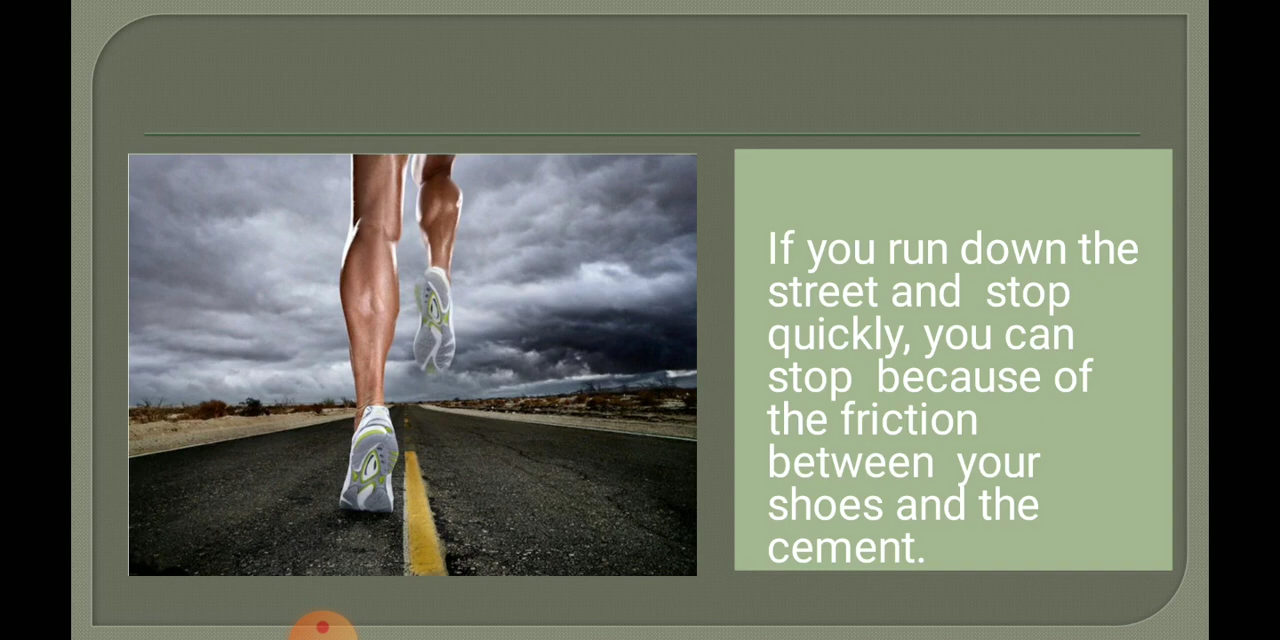 If you run down the
street and  stop
quickly, you can
stop  because of
the friction
between  your
shoes and the
cement.